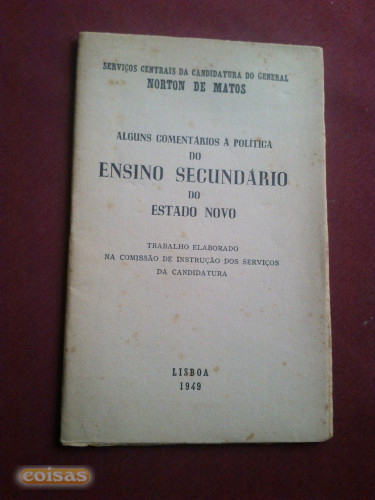 SERVIÇOS CENTRAIS DA CANDIDATURA DO GENERAL
NORTON DE MATOS
ALGUNS COMENTÁRIOS À POLÍTICA
DO
ENSINO SECUNDÁRIO
DO
ESTADO NOVO
TRABALHO ELABORADO
NA COMISSÃO DE INSTRUÇÃO DOS SERVIÇOS
DA CANDIDATURA
LISBOA
1949
coisas